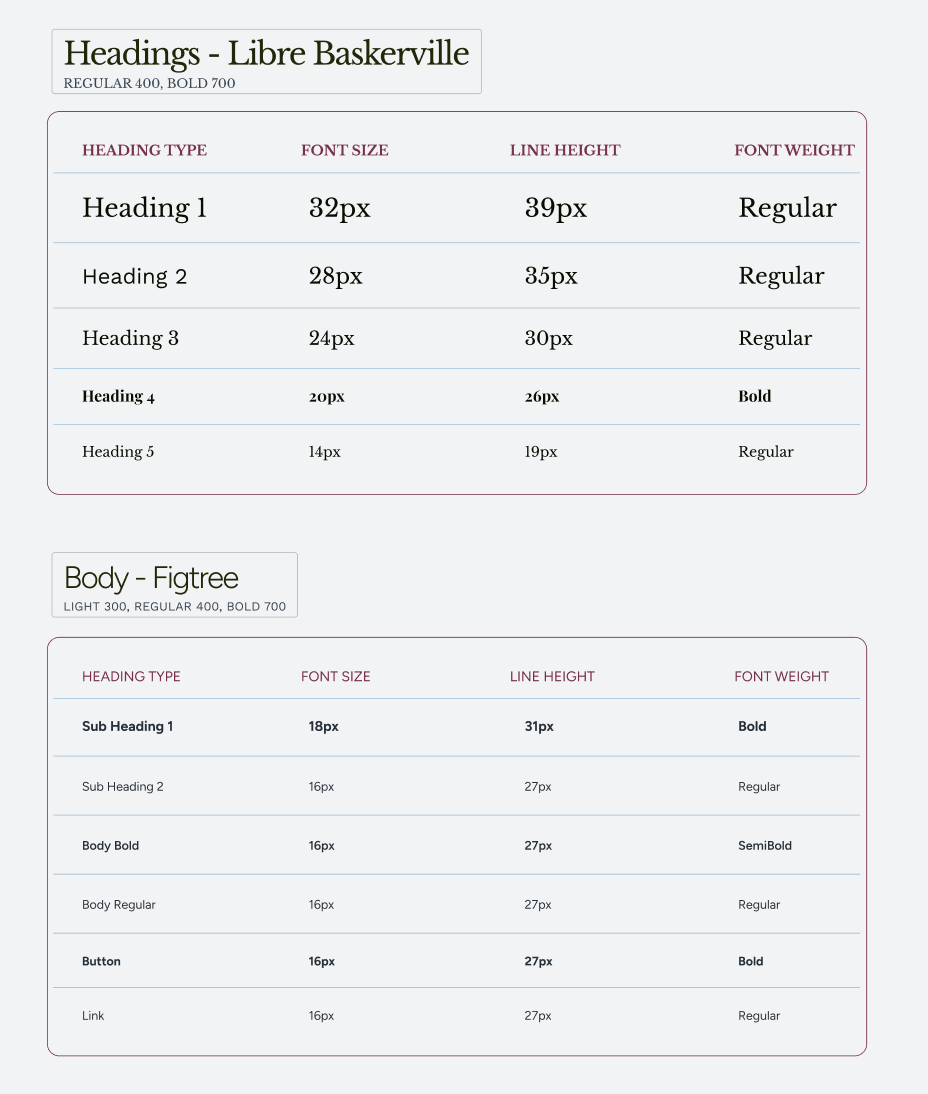 Headings - Libre Baskerville
REGULAR 400, BOLD 700
HEADING TYPE FONT SIZE LINE HEIGHT FONT WEIGHT
Heading 1 32px 39px Regular
Heading 2 28px 35px Regular
Heading 3 24px 30px Regular
Heading 4 20px 26px Bold
Heading 5 14px 19px Regular
Body - Figtree
LIGHT 300, REGULAR 400, BOLD 700
HEADING TYPE FONT SIZE LINE HEIGHT FONT WEIGHT
Sub Heading 1 18px 31px Bold
Sub Heading 2 16px 27px Regular
Body Bold 16px 27px SemiBold
Body Regular 16px 27px Regular
Button 16px 27px Bold
Link 16px 27px Regular